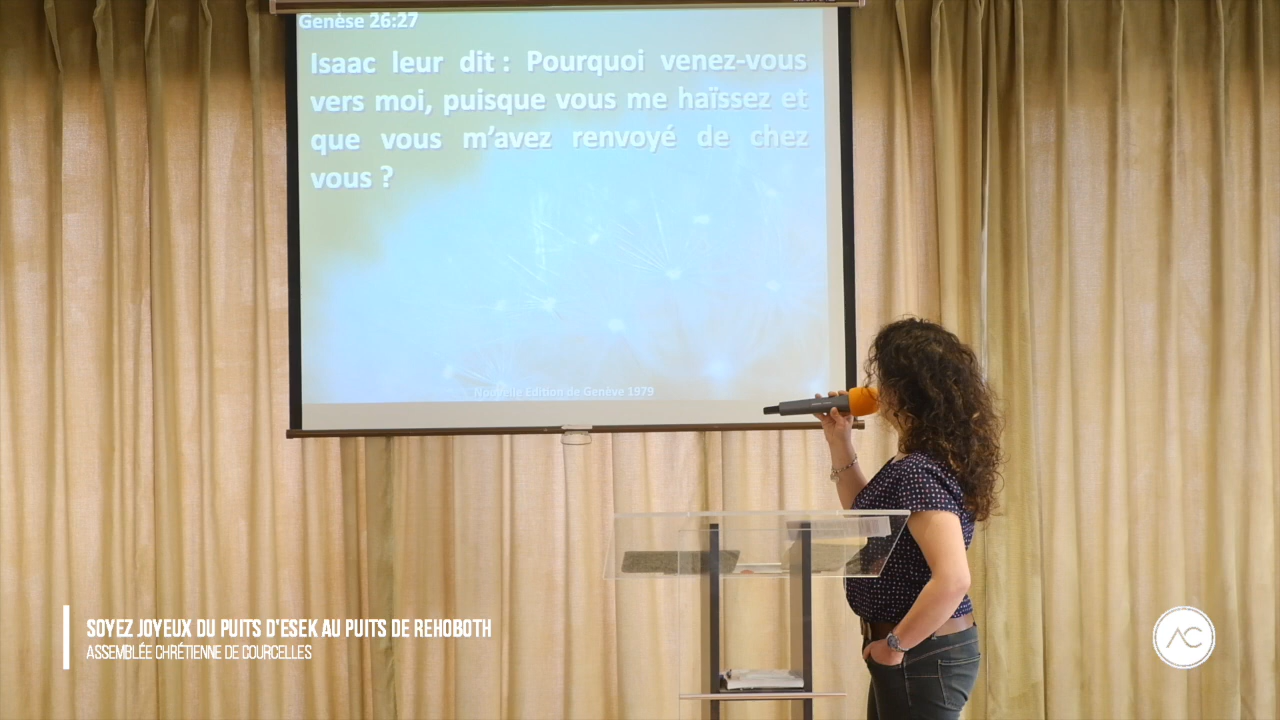 Genèse 26:27
Isaac leur dit : Pourquoi venez-vous
vers moi, puisque vous me haïssez et
que vous m'avez renvoyé de chez
vous ?
Nouvelle Edition de Genève 1979
SOYEZ JOYEUX DU PUITS D'ESEK AU PUITS DE REHOBOTH
ASSEMBLÉE CHRÉTIENNE DE COURCELLES
AC